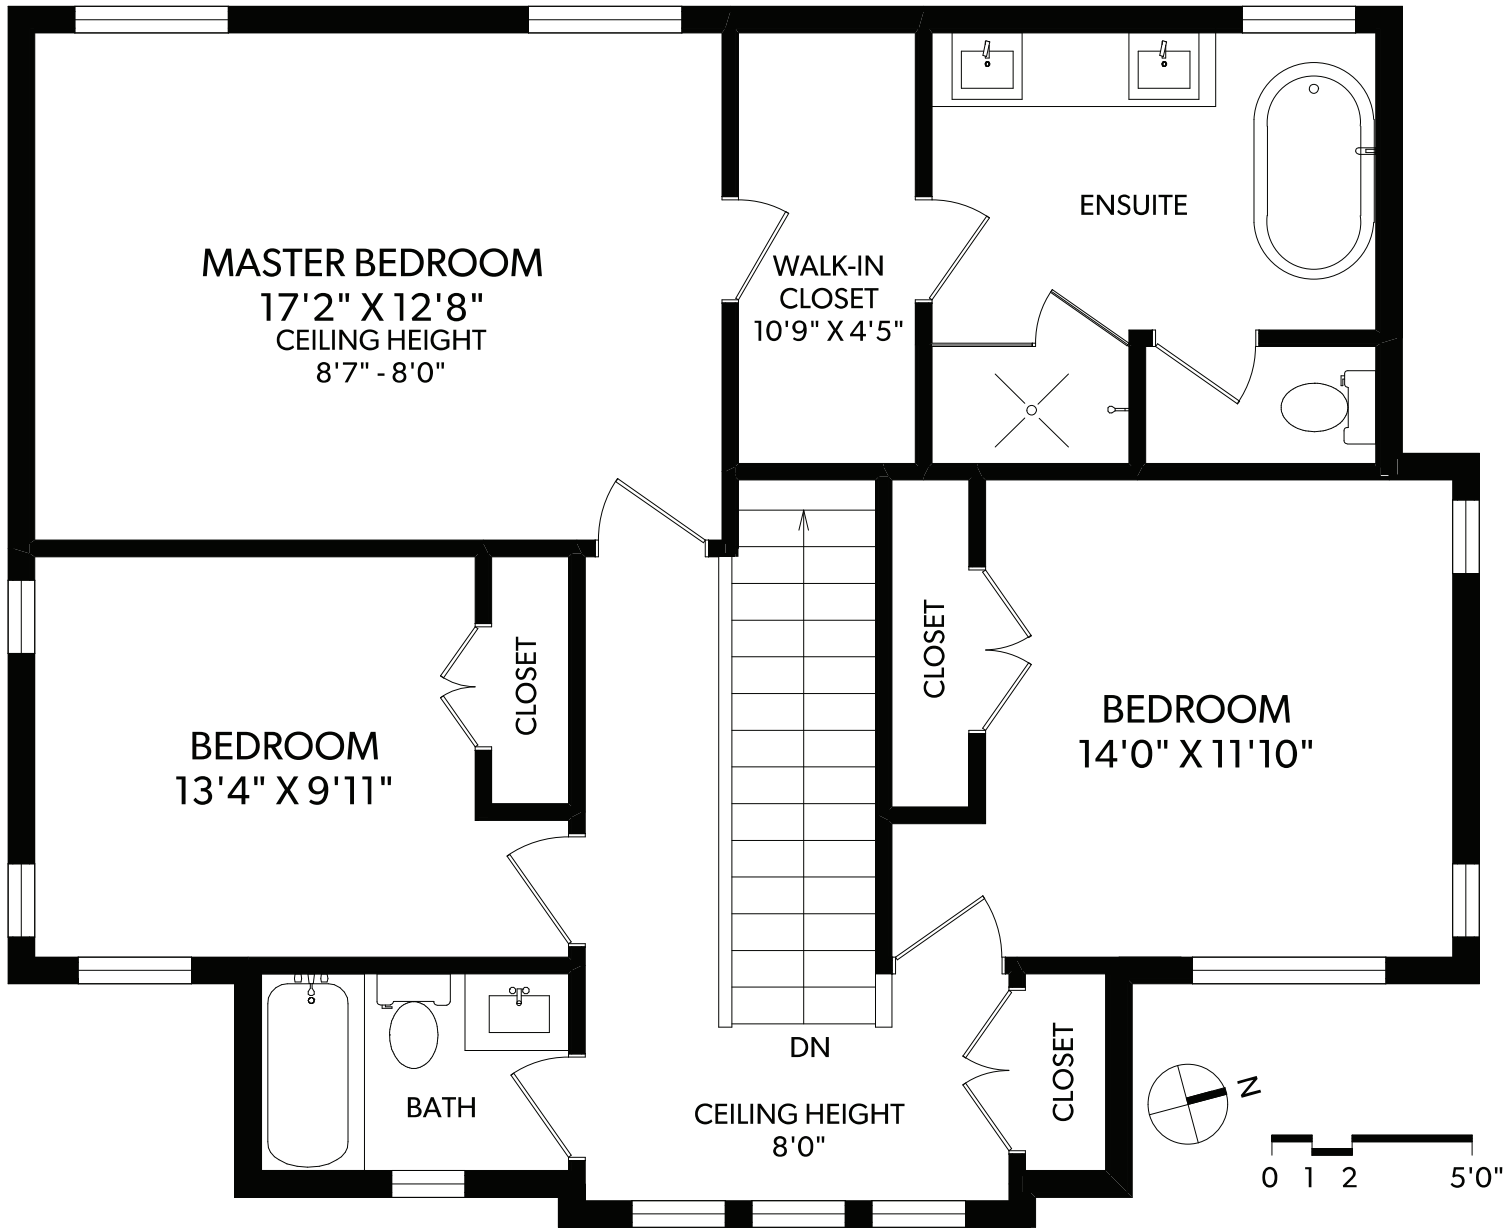 MASTER BEDROOM
17'2" X 12'8"
CEILING HEIGHT
8'7" - 8'0"
WALK-IN
CLOSET
10'9" X 4'5"
ENSUITE
BEDROOM
13'4" X 9'11"
CLOSET
CLOSET
BEDROOM
14'0" X 11'10"
BATH
DN
CEILING HEIGHT
8'0"
CLOSET
N
0 1 2 5'0"